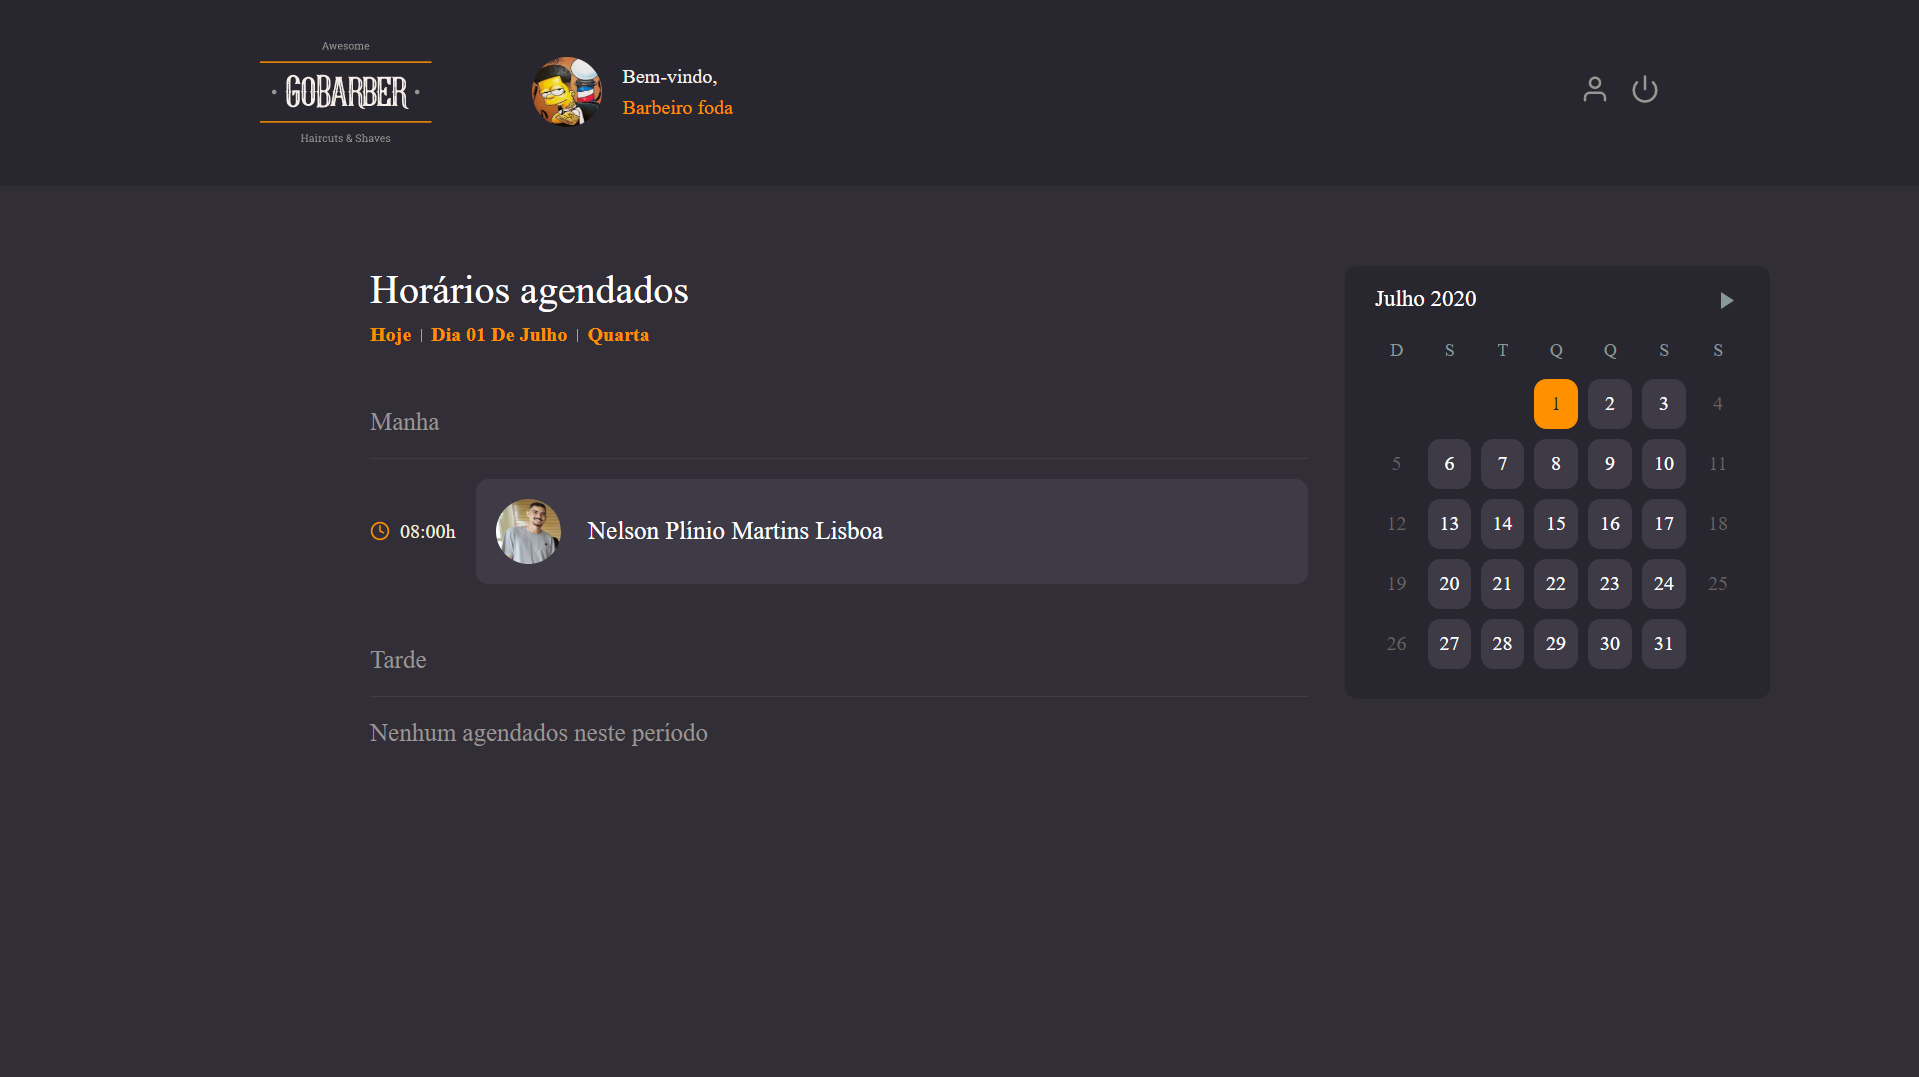 Awesome
GOBARBER
Haircuts & Shaves
Bem-vindo,
Barbeiro foda
Horários agendados
Hoje | Dia 01 De Julho | Quarta
Manha
08:00h Nelson Plínio Martins Lisboa
Tarde
Nenhum agendados neste período
Julho 2020
D S T Q Q S S
1 2 3 4
5 6 7 8 9 10 11
12 13 14 15 16 17 18
19 20 21 22 23 24 25
26 27 28 29 30 31